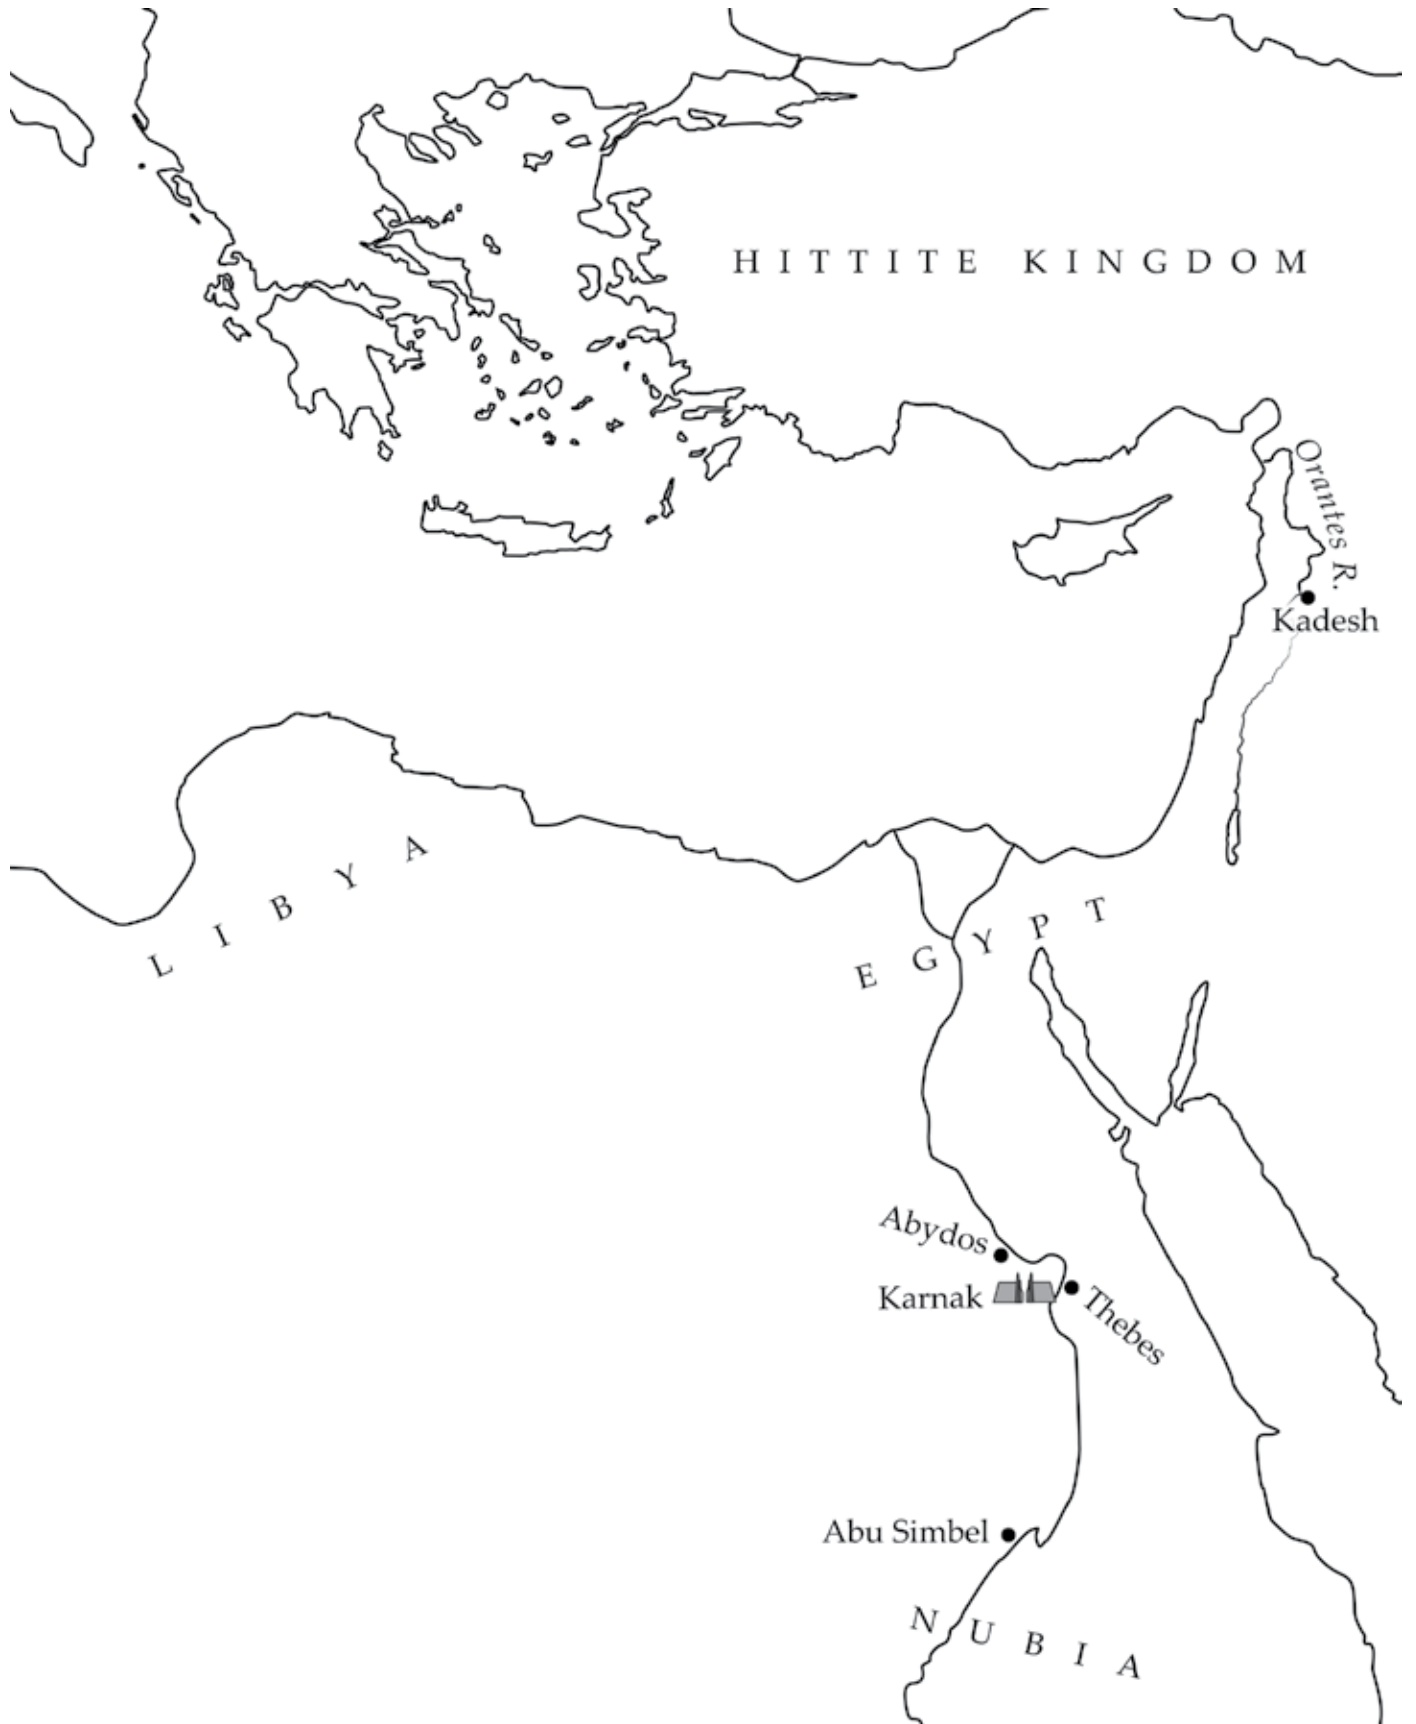 HITTITE KINGDOM
Orantes R.
Kadesh
LIBYA
EGYPT
Abydos
Karnak
Thebes
Abu Simbel
NUBIA